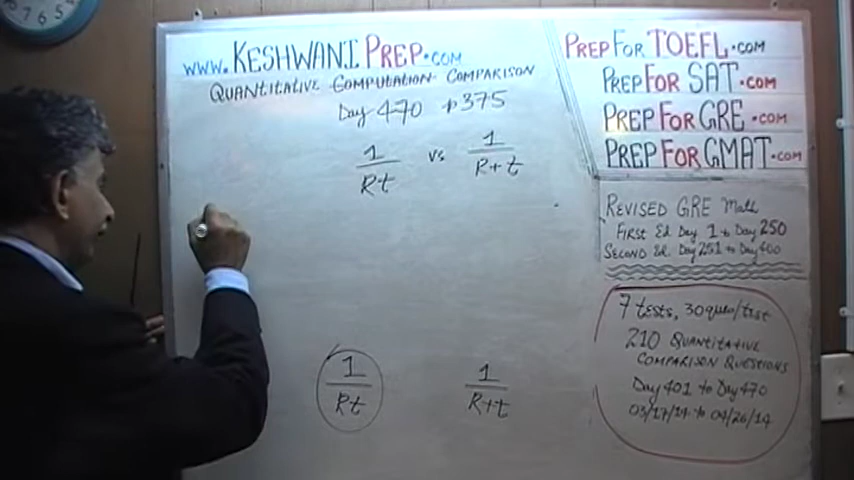 www. KESHWANI PREP.com
QUANTITATIVE COMPUTATION COMPARISON
Day 470 p375
1/Rt vs 1/R+t
1/Rt 1/R+t
PREP FOR TOEFL.com
PREP FOR SAT.com
PREP FOR GRE.com
PREP FOR GMAT.com
REVISED GRE Math
FIRST Ed. Day 1 to Day 250
SECOND Ed. Day 251 to Day 400
7 tests, 30 ques/test
210 QUANTITATIVE
COMPARISON QUESTIONS
Day 401 to Day 470
03/17/14 to 04/26/14